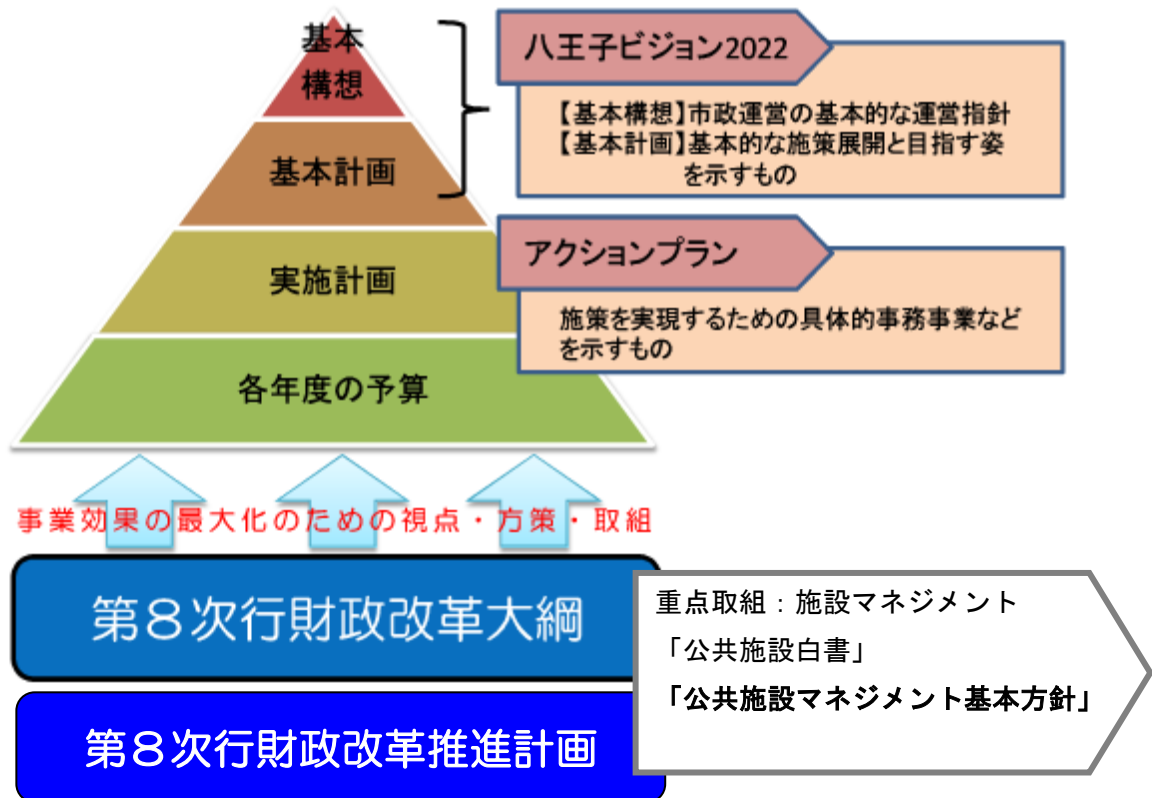 基本
構想
基本計画
実施計画
各年度の予算
八王子ビジョン2022
【基本構想】市政運営の基本的な運営指針
【基本計画】基本的な施策展開と目指す姿
を示すもの
アクションプラン
施策を実現するための具体的事務事業など
を示すもの
事業効果の最大化のための視点・方策・取組
第８次行財政改革大綱
第８次行財政改革推進計画
重点取組：施設マネジメント
「公共施設白書」
「公共施設マネジメント基本方針」